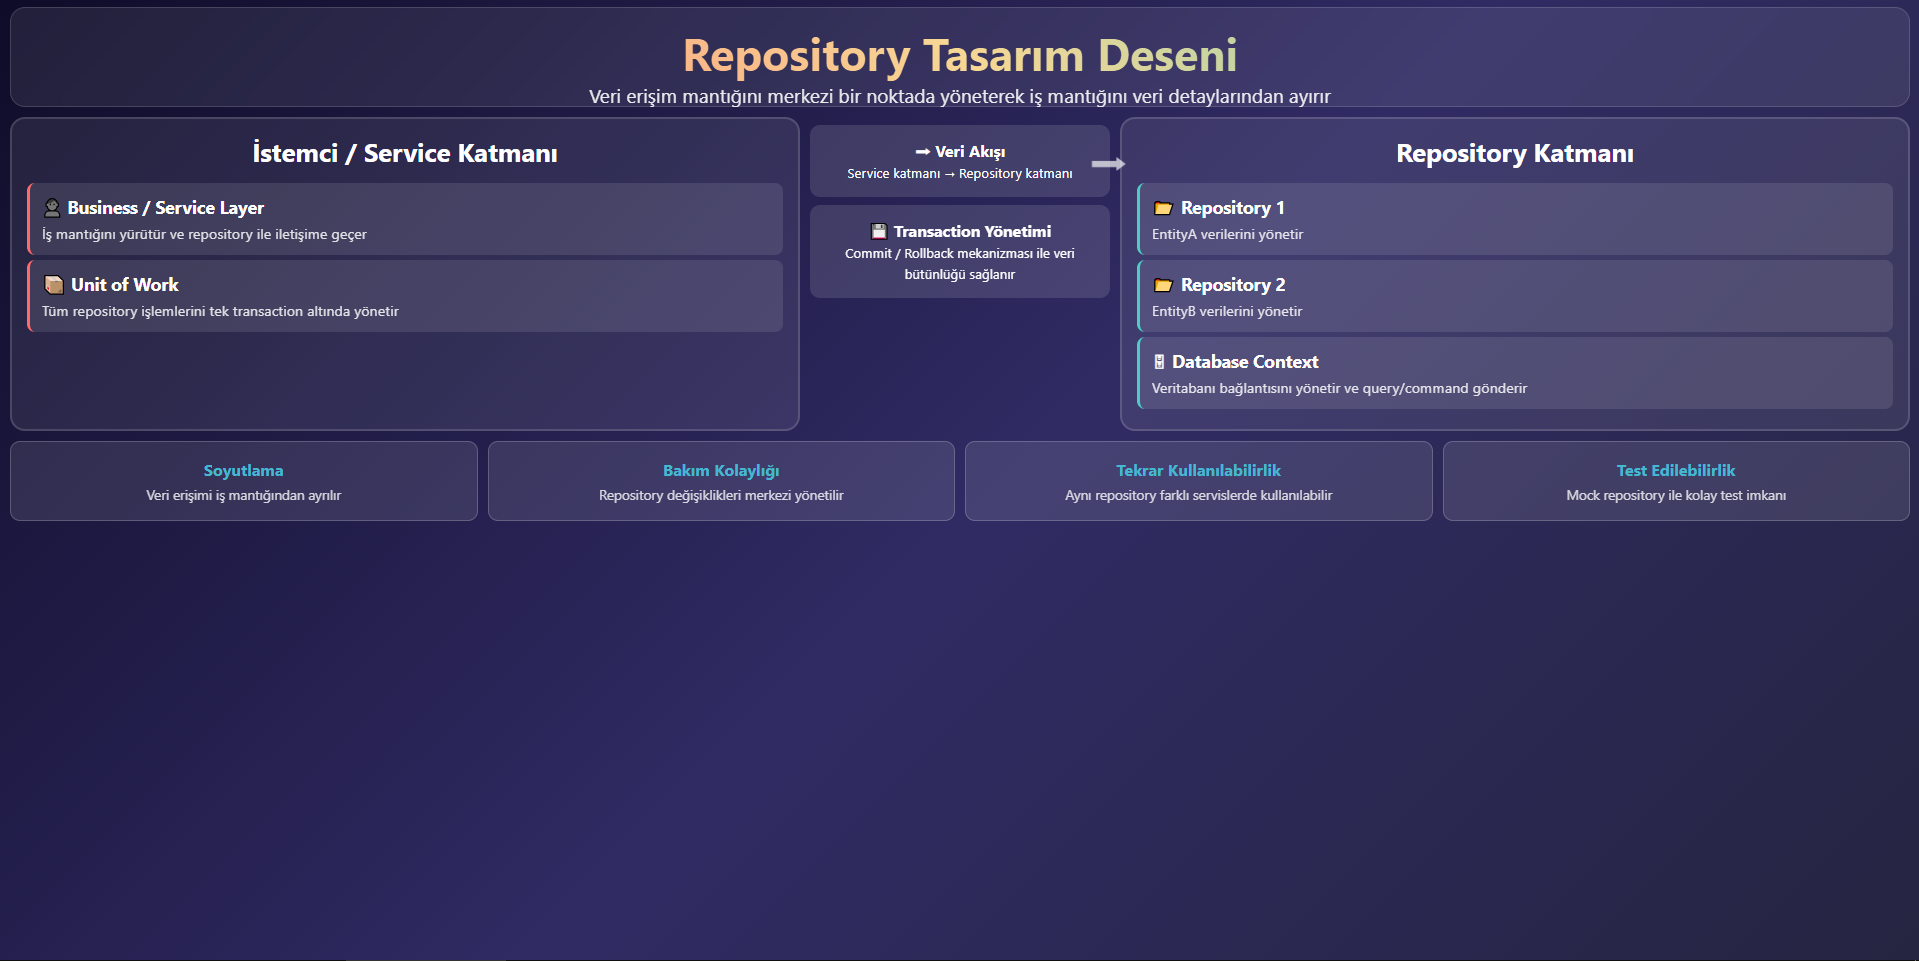 Repository Tasarım Deseni
Veri erişim mantığını merkezi bir noktada yöneterek iş mantığını veri detaylarından ayırır
İstemci / Service Katmanı
Business / Service Layer
İş mantığını yürütür ve repository ile iletişime geçer
Unit of Work
Tüm repository işlemlerini tek transaction altında yönetir
➡ Veri Akışı
Service katmanı → Repository katmanı
Transaction Yönetimi
Commit / Rollback mekanizması ile veri
bütünlüğü sağlanır
Repository Katmanı
Repository 1
EntityA verilerini yönetir
Repository 2
EntityB verilerini yönetir
Database Context
Veritabanı bağlantısını yönetir ve query/command gönderir
Soyutlama
Veri erişimi iş mantığından ayrılır
Bakım Kolaylığı
Repository değişiklikleri merkezi yönetilir
Tekrar Kullanılabilirlik
Aynı repository farklı servislerde kullanılabilir
Test Edilebilirlik
Mock repository ile kolay test imkanı